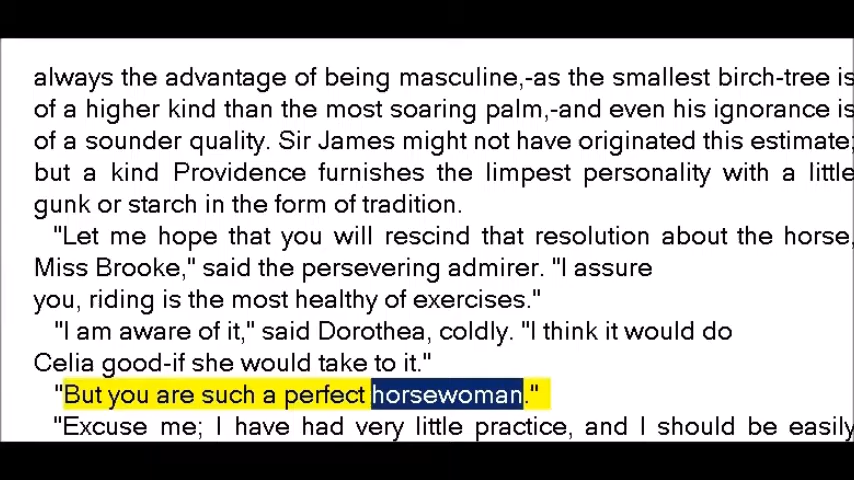 always the advantage of being masculine,-as the smallest birch-tree is
of a higher kind than the most soaring palm,-and even his ignorance is
of a sounder quality. Sir James might not have originated this estimate;
but a kind Providence furnishes the limpest personality with a little
gunk or starch in the form of tradition.
"Let me hope that you will rescind that resolution about the horse,
Miss Brooke," said the persevering admirer. "I assure
you, riding is the most healthy of exercises."
"I am aware of it," said Dorothea, coldly. "I think it would do
Celia good-if she would take to it."
"But you are such a perfect horsewoman."
"Excuse me; I have had very little practice, and I should be easily